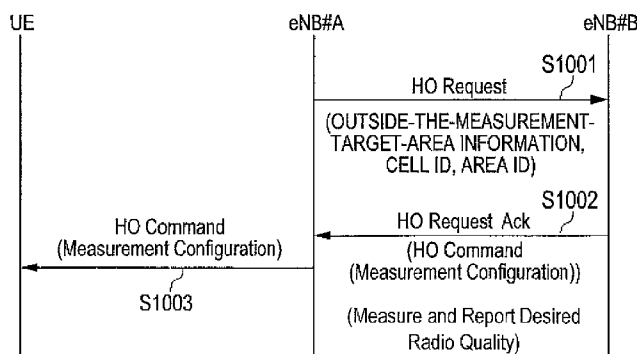 UE
eNB#A
eNB#B
S1001
HO Request
(OUTSIDE-THE-MEASUREMENT-
TARGET-AREA INFORMATION,
CELL ID, AREA ID)
S1002
HO Request Ack
(HO Command
(Measurement Configuration))
HO Command
(Measurement Configuration)
S1003
(Measure and Report Desired
Radio Quality)